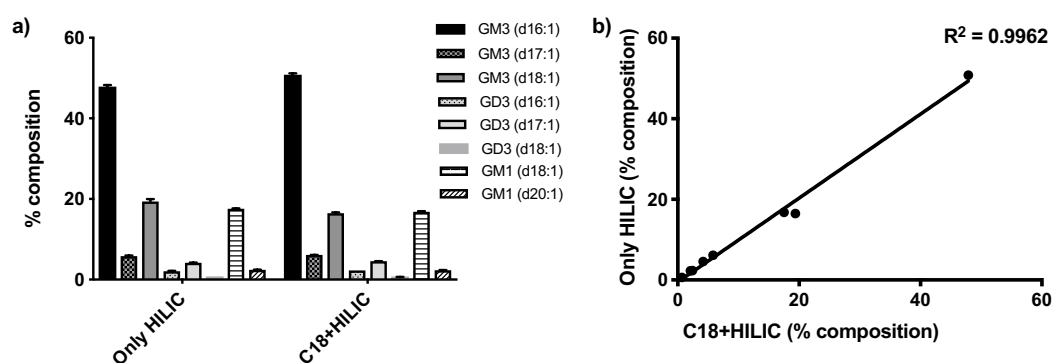 a)
% composition
60
40
20
0
Only HILIC
C18+HILIC
GM3 (d16:1)
GM3 (d17:1)
GM3 (d18:1)
GD3 (d16:1)
GD3 (d17:1)
GD3 (d18:1)
GM1 (d18:1)
GM1 (d20:1)
b)
R² = 0.9962
Only HILIC (% composition)
60
40
20
0
0
20
40
60
C18+HILIC (% composition)